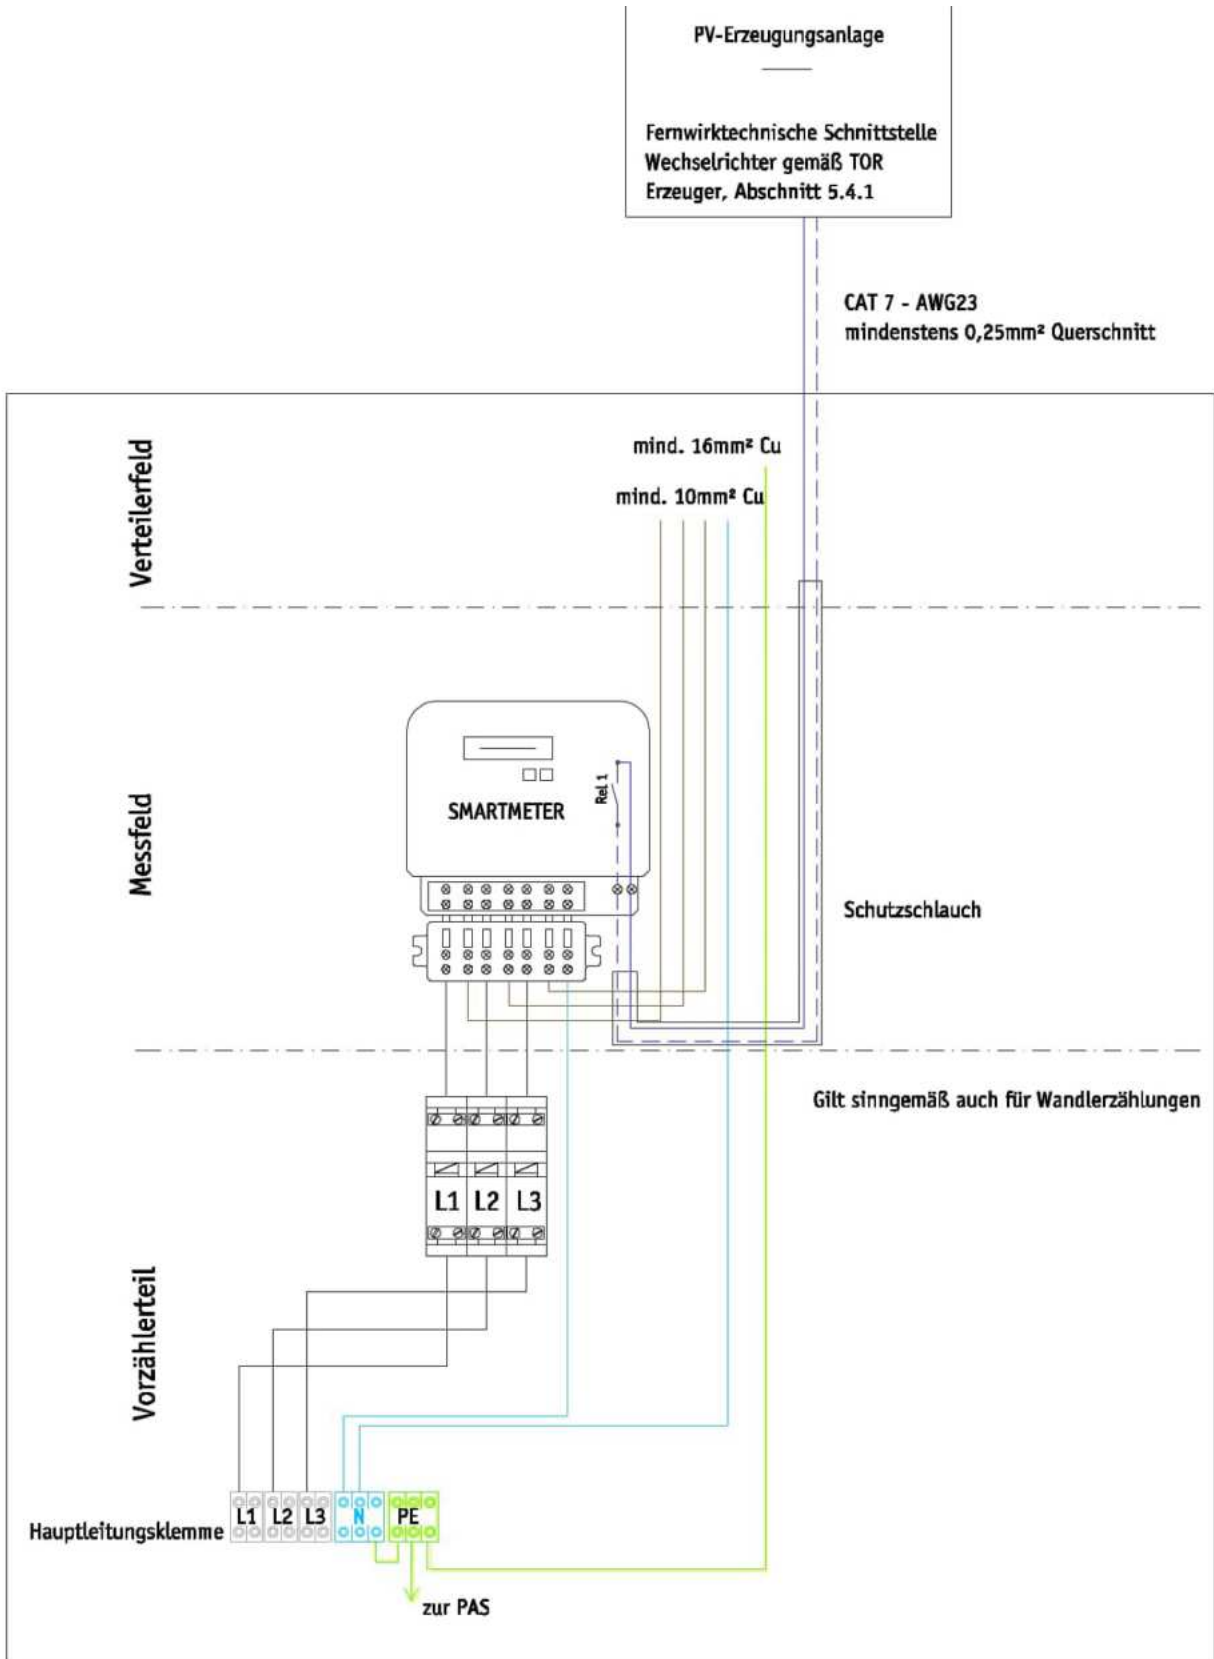 PV-Erzeugungsanlage
Fernwirktechnische Schnittstelle
Wechselrichter gemäß TOR
Erzeuger, Abschnitt 5.4.1
CAT 7 - AWG23
mindenstens 0,25mm² Querschnitt
Verteilerfeld
mind. 16mm² Cu
mind. 10mm² Cu
Messfeld
SMARTMETER
Rel 1
Schutzschlauch
Gilt sinngemäß auch für Wandlerzählungen
Vorzählerteil
L1 L2 L3
Hauptleitungsklemme
L1 L2 L3 N PE
zur PAS